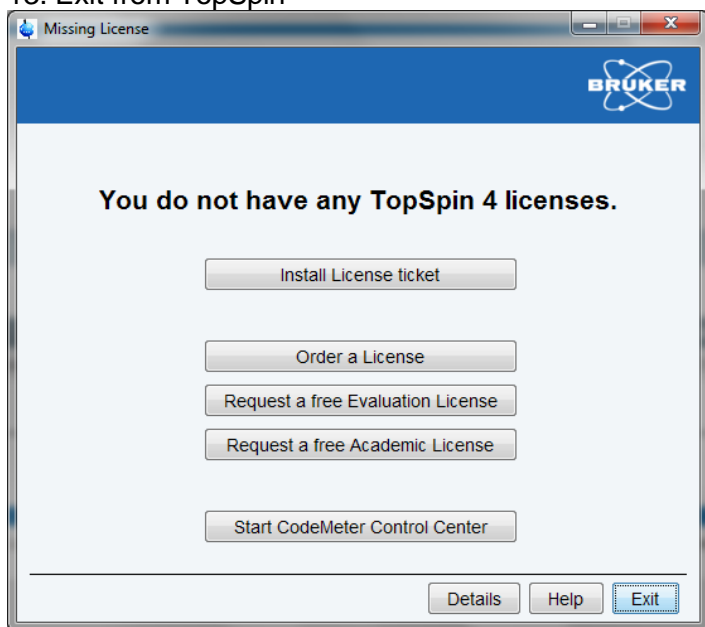 Missing License
BRUKER
You do not have any TopSpin 4 licenses.
Install License ticket
Order a License
Request a free Evaluation License
Request a free Academic License
Start CodeMeter Control Center
Details Help Exit